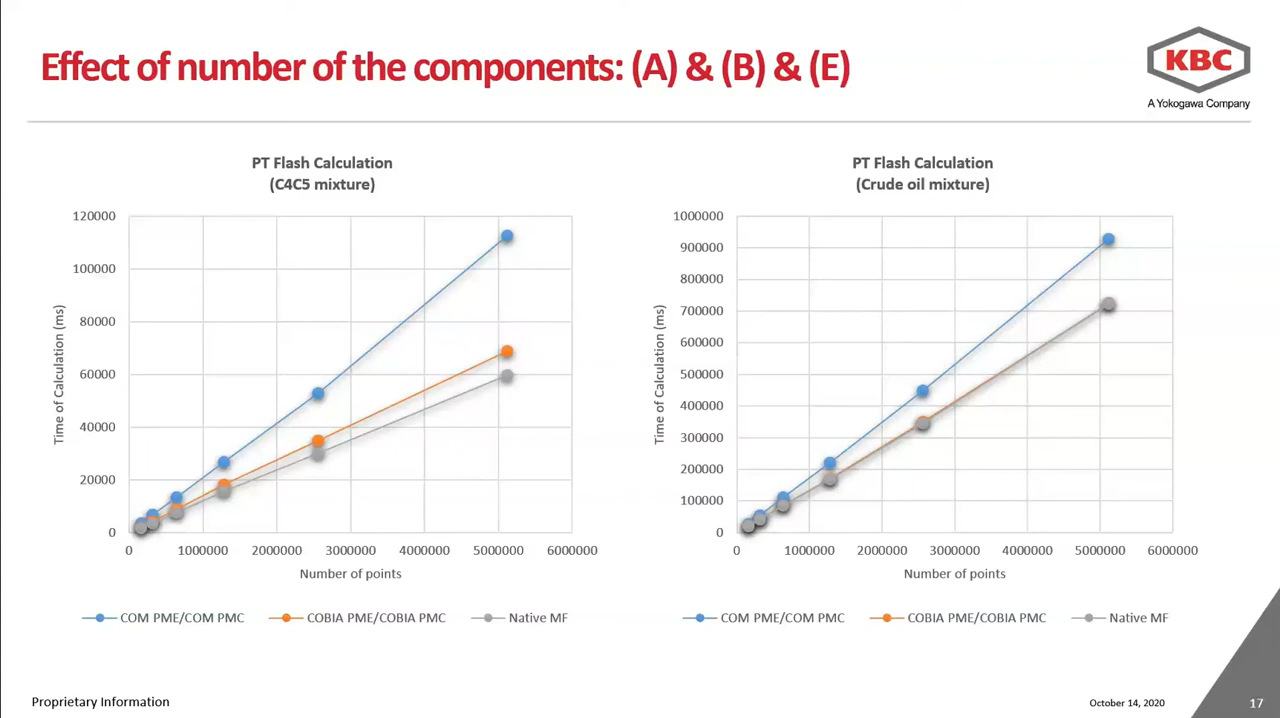 Effect of number of the components: (A) & (B) & (E)
KBC
A Yokogawa Company
PT Flash Calculation
(C4C5 mixture)
120000
100000
80000
60000
40000
20000
0
Time of Calculation (ms)
0 1000000 2000000 3000000 4000000 5000000 6000000
Number of points
COM PME/COM PMC COBIA PME/COBIA PMC Native MF
PT Flash Calculation
(Crude oil mixture)
1000000
900000
800000
700000
600000
500000
400000
300000
200000
100000
0
Time of Calculation (ms)
0 1000000 2000000 3000000 4000000 5000000 6000000
Number of points
COM PME/COM PMC COBIA PME/COBIA PMC Native MF
Proprietary Information
October 14, 2020
17